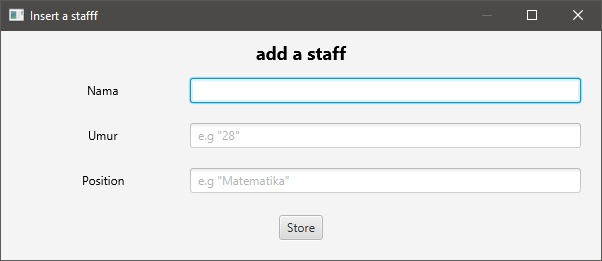 Insert a stafff
add a staff
Nama
Umur
e.g "28"
Position
e.g "Matematika"
Store